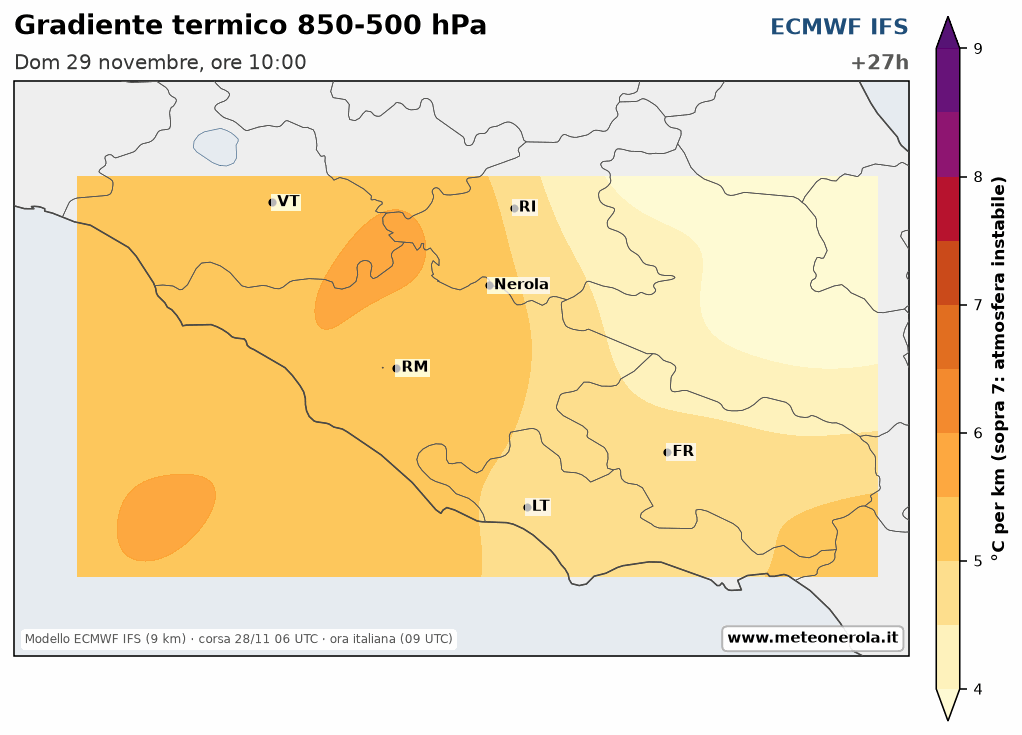 Gradiente termico 850-500 hPa
ECMWF IFS
Dom 29 novembre, ore 10:00
+27h
VT
RI
Nerola
RM
FR
LT
Modello ECMWF IFS (9 km) · corsa 28/11 06 UTC · ora italiana (09 UTC)
www.meteonerola.it
9
8
7
6
5
4
°C per km (sopra 7: atmosfera instabile)